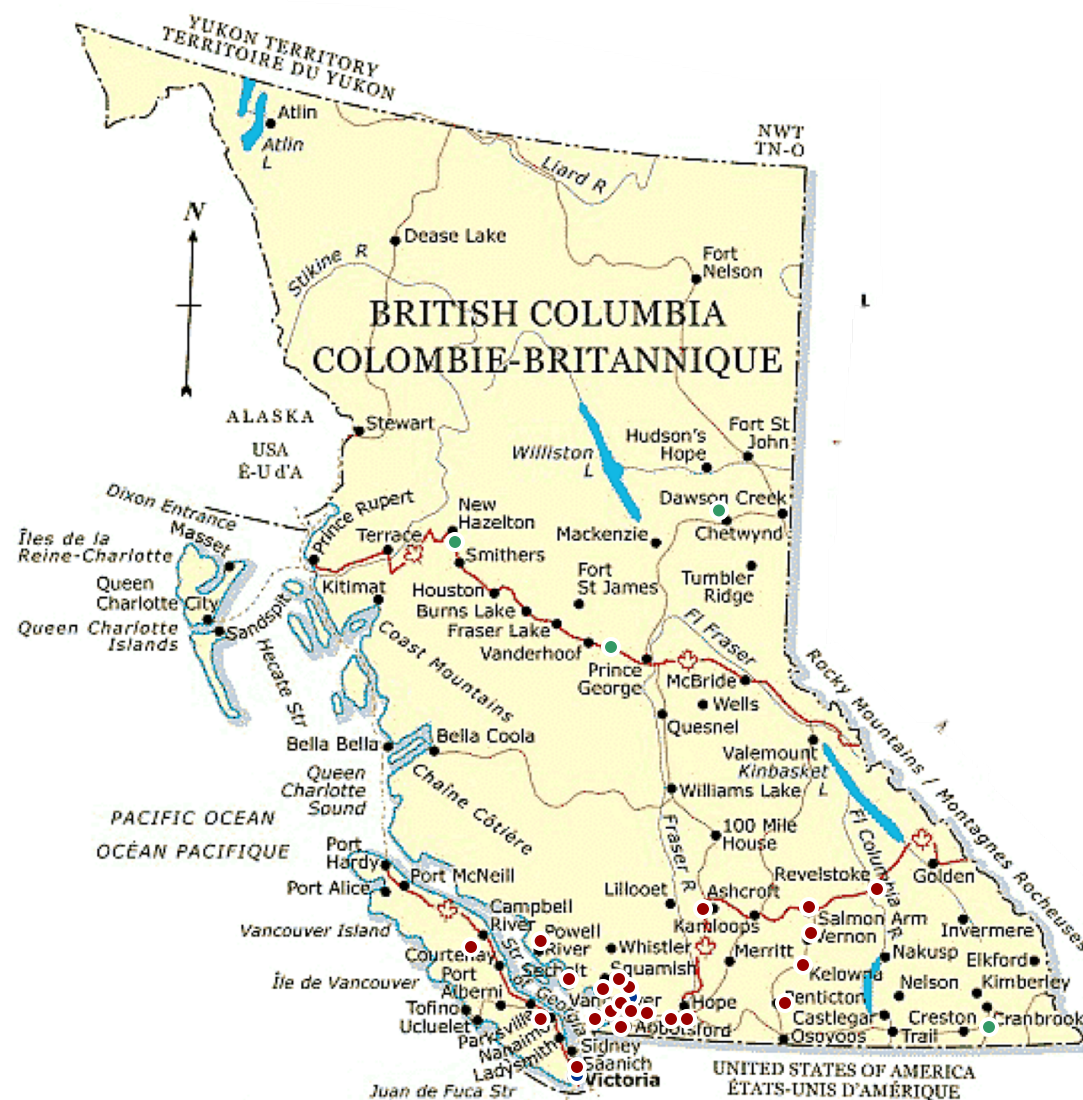 YUKON TERRITORY
TERRITOIRE DU YUKON
NWT
TN-O
Atlin
Atlin
L
Liard R
N
Dease Lake
Stikine R
Fort
Nelson
L
BRITISH COLUMBIA
COLOMBIE-BRITANNIQUE
ALASKA
USA
É-U d'A
Stewart
Williston
L
Hudson's
Hope
Fort St
John
Dixon Entrance
Masset
Îles de la
Reine-Charlotte
Queen
Charlotte City
Queen Charlotte
Islands
Sandspit
Hecate Str
Prince Rupert
Terrace
Kitimat
New
Hazelton
Smithers
Houston
Burns Lake
Fraser Lake
Vanderhoof
Fort
St James
Mackenzie
Dawson Creek
Chetwynd
Tumbler
Ridge
Prince
George
Fl Fraser
McBride
Wells
Quesnel
Valemount
Kinbasket
L
Rocky Mountains / Montagnes Rocheuses
Coast Mountains
Chaîne Côtière
Bella Bella
Bella Coola
Queen
Charlotte
Sound
Williams Lake
100 Mile
House
Fraser R
Fl Columbia R
PACIFIC OCEAN
OCÉAN PACIFIQUE
Port
Hardy
Port McNeill
Port Alice
Vancouver Island
Île de Vancouver
Campbell
River
Powell
River
Courtenay
Port
Alberni
Tofino
Ucluelet
Parksville
Nanaimo
Ladysmith
Str of Georgia
Sechelt
Lillooet
Whistler
Squamish
Vancouver
Abbotsford
Hope
Ashcroft
Kamloops
Merritt
Revelstoke
Golden
Salmon Arm
Vernon
Kelowna
Penticton
Osoyoos
Nakusp
Invermere
Elkford
Kimberley
Nelson
Castlegar
Trail
Creston
Cranbrook
Sidney
Saanich
Victoria
Juan de Fuca Str
UNITED STATES OF AMERICA
ÉTATS-UNIS D'AMÉRIQUE